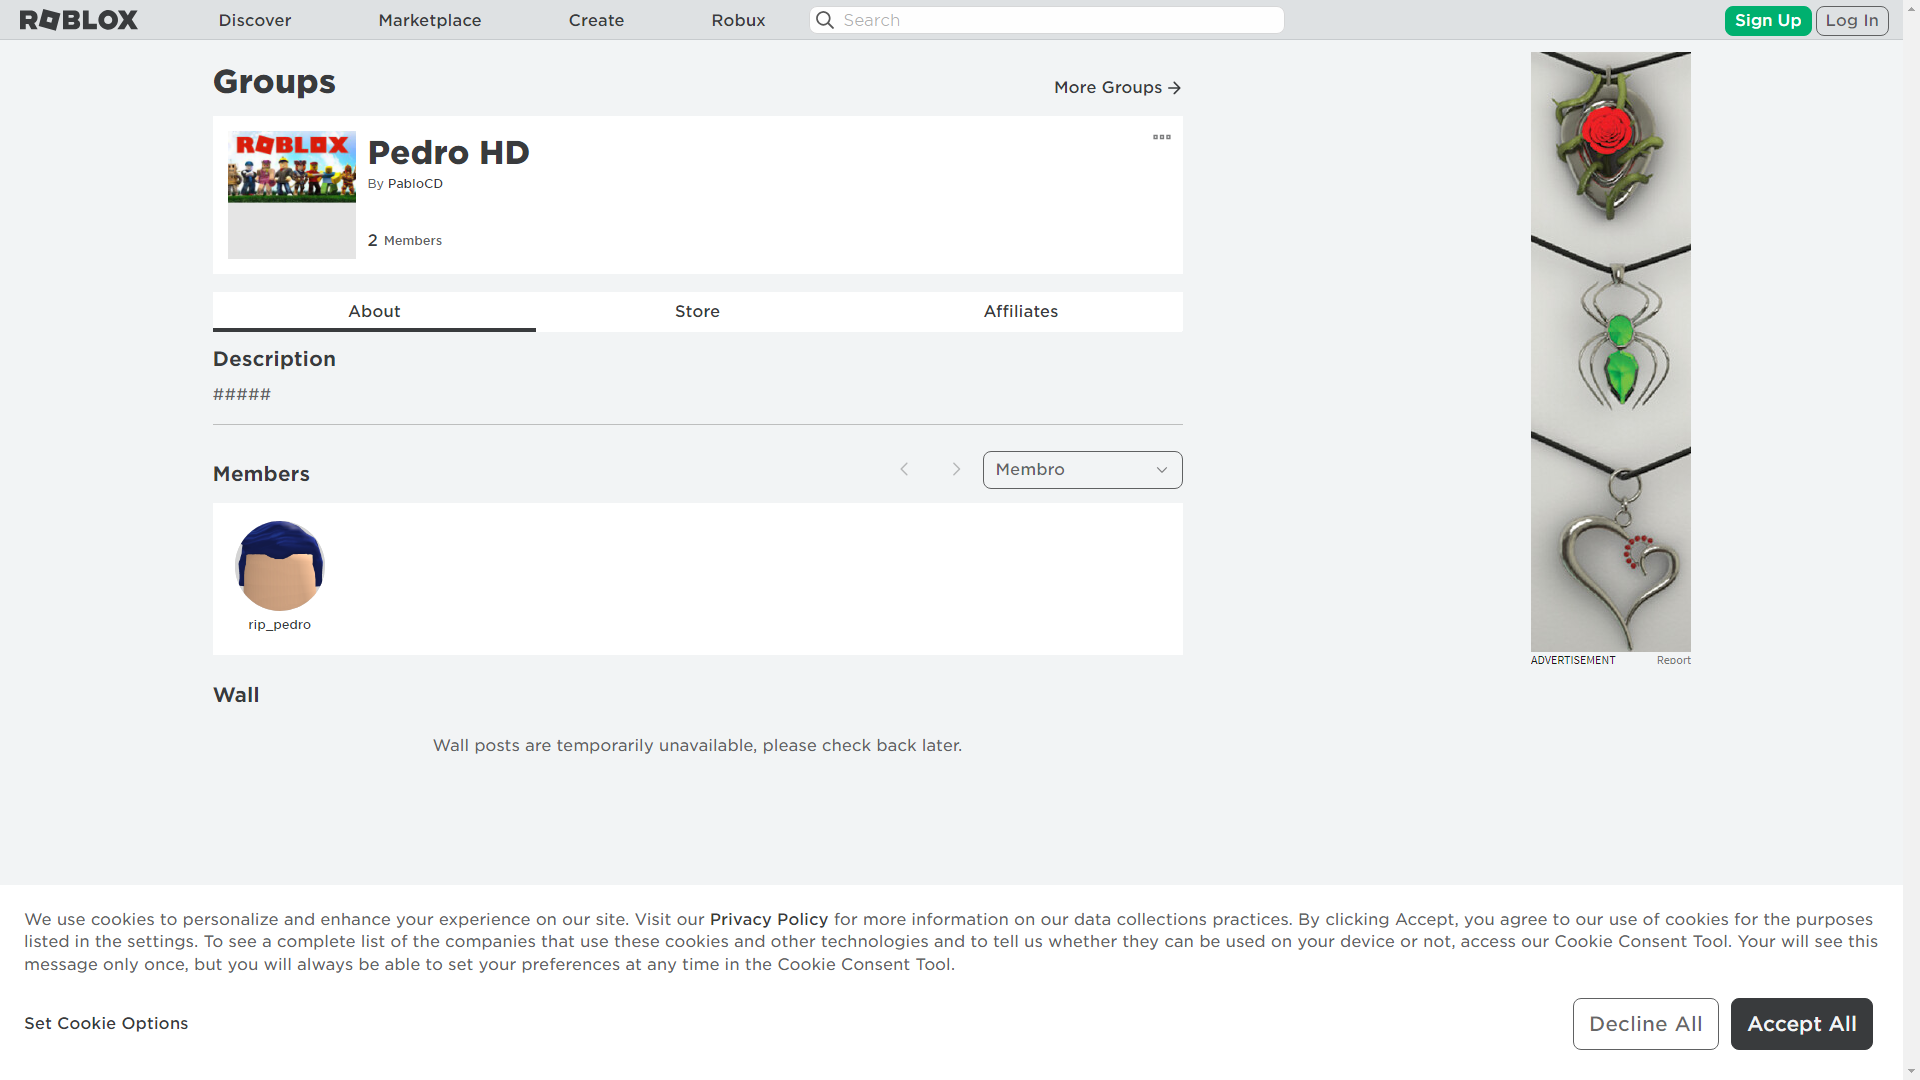 ROBLOX
Discover
Marketplace
Create
Robux
Search
Sign Up
Log In
Groups
More Groups
ROBLOX
Pedro HD
By PabloCD
2 Members
About
Store
Affiliates
Description
#####
Members
Membro
rip_pedro
ADVERTISEMENT
Report
Wall
Wall posts are temporarily unavailable, please check back later.
We use cookies to personalize and enhance your experience on our site. Visit our Privacy Policy for more information on our data collections practices. By clicking Accept, you agree to our use of cookies for the purposes
listed in the settings. To see a complete list of the companies that use these cookies and other technologies and to tell us whether they can be used on your device or not, access our Cookie Consent Tool. Your will see this
message only once, but you will always be able to set your preferences at any time in the Cookie Consent Tool.
Set Cookie Options
Decline All
Accept All